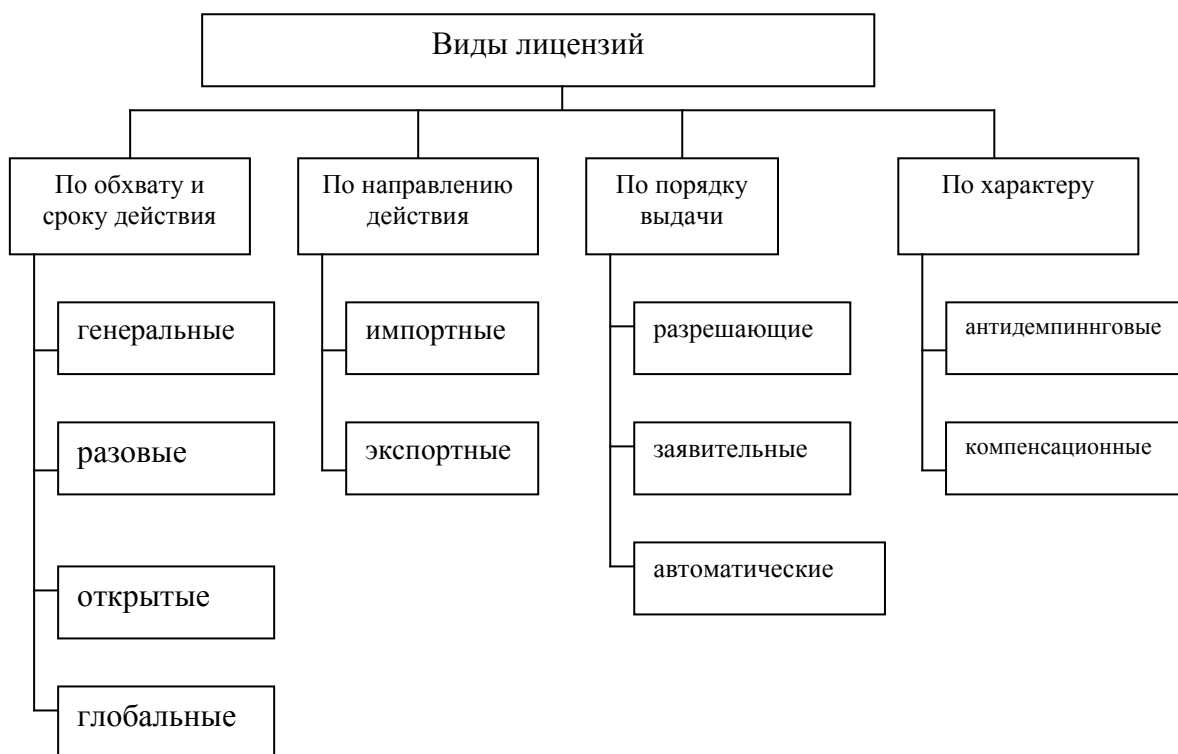 Виды лицензий
По обхвату и
сроку действия
генеральные
разовые
открытые
глобальные
По направлению
действия
импортные
экспортные
По порядку
выдачи
разрешающие
заявительные
автоматические
По характеру
антидемпиннговые
компенсационные